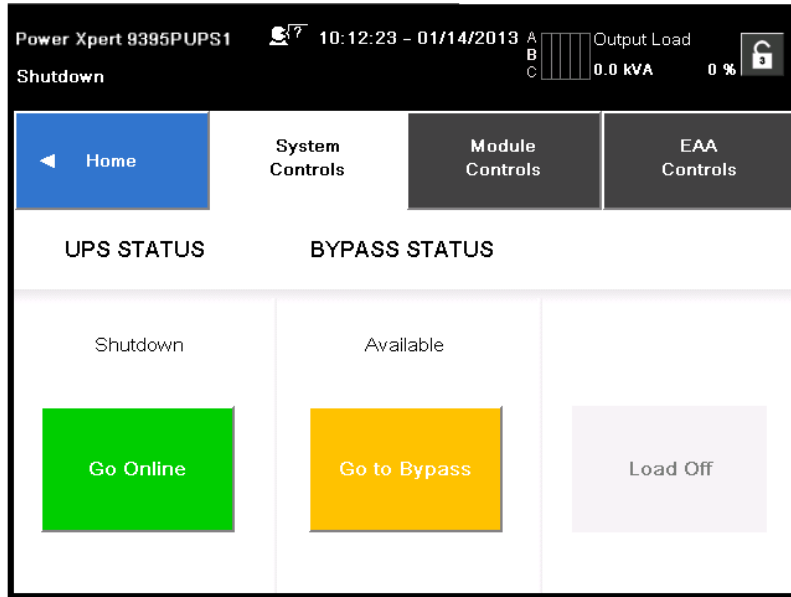 Power Xpert 9395PUPS1
? 10:12:23 - 01/14/2013
A
B
C
Output Load
0.0 kVA 0 %
3
Shutdown
Home
System
Controls
Module
Controls
EAA
Controls
UPS STATUS
BYPASS STATUS
Shutdown
Available
Go Online
Go to Bypass
Load Off